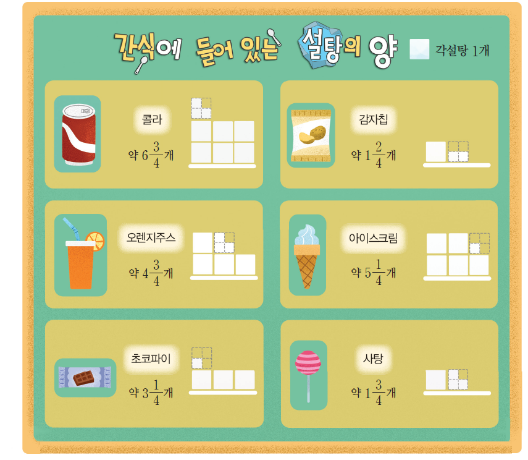 간식에 들어 있는 설탕의 양
각설탕 1개
콜라
약 6 3/4 개
감자칩
약 1 2/4 개
오렌지주스
약 4 3/4 개
아이스크림
약 5 1/4 개
초코파이
약 3 1/4 개
사탕
약 1 3/4 개